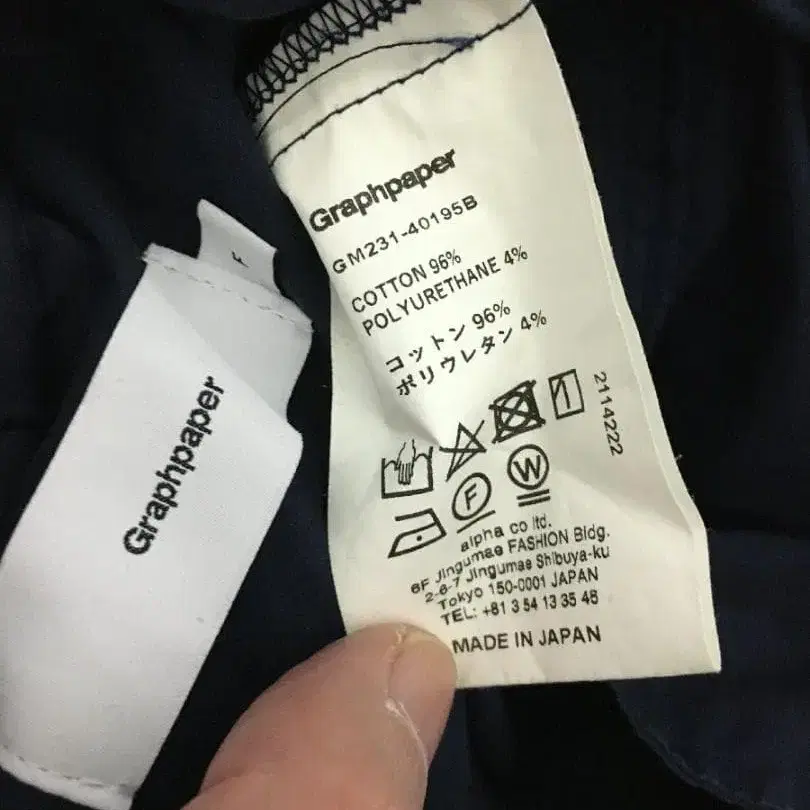 Graphpaper
GM231-40195B
COTTON 96%
POLYURETHANE 4%
コットン 96%
ポリウレタン 4%
2114222
F
W
alpha co ltd.
6F Jingumae FASHION Bldg.
2-6-7 Jingumae Shibuya-ku
Tokyo 150-0001 JAPAN
TEL: +81 3 54 13 35 48
MADE IN JAPAN
F
Graphpaper